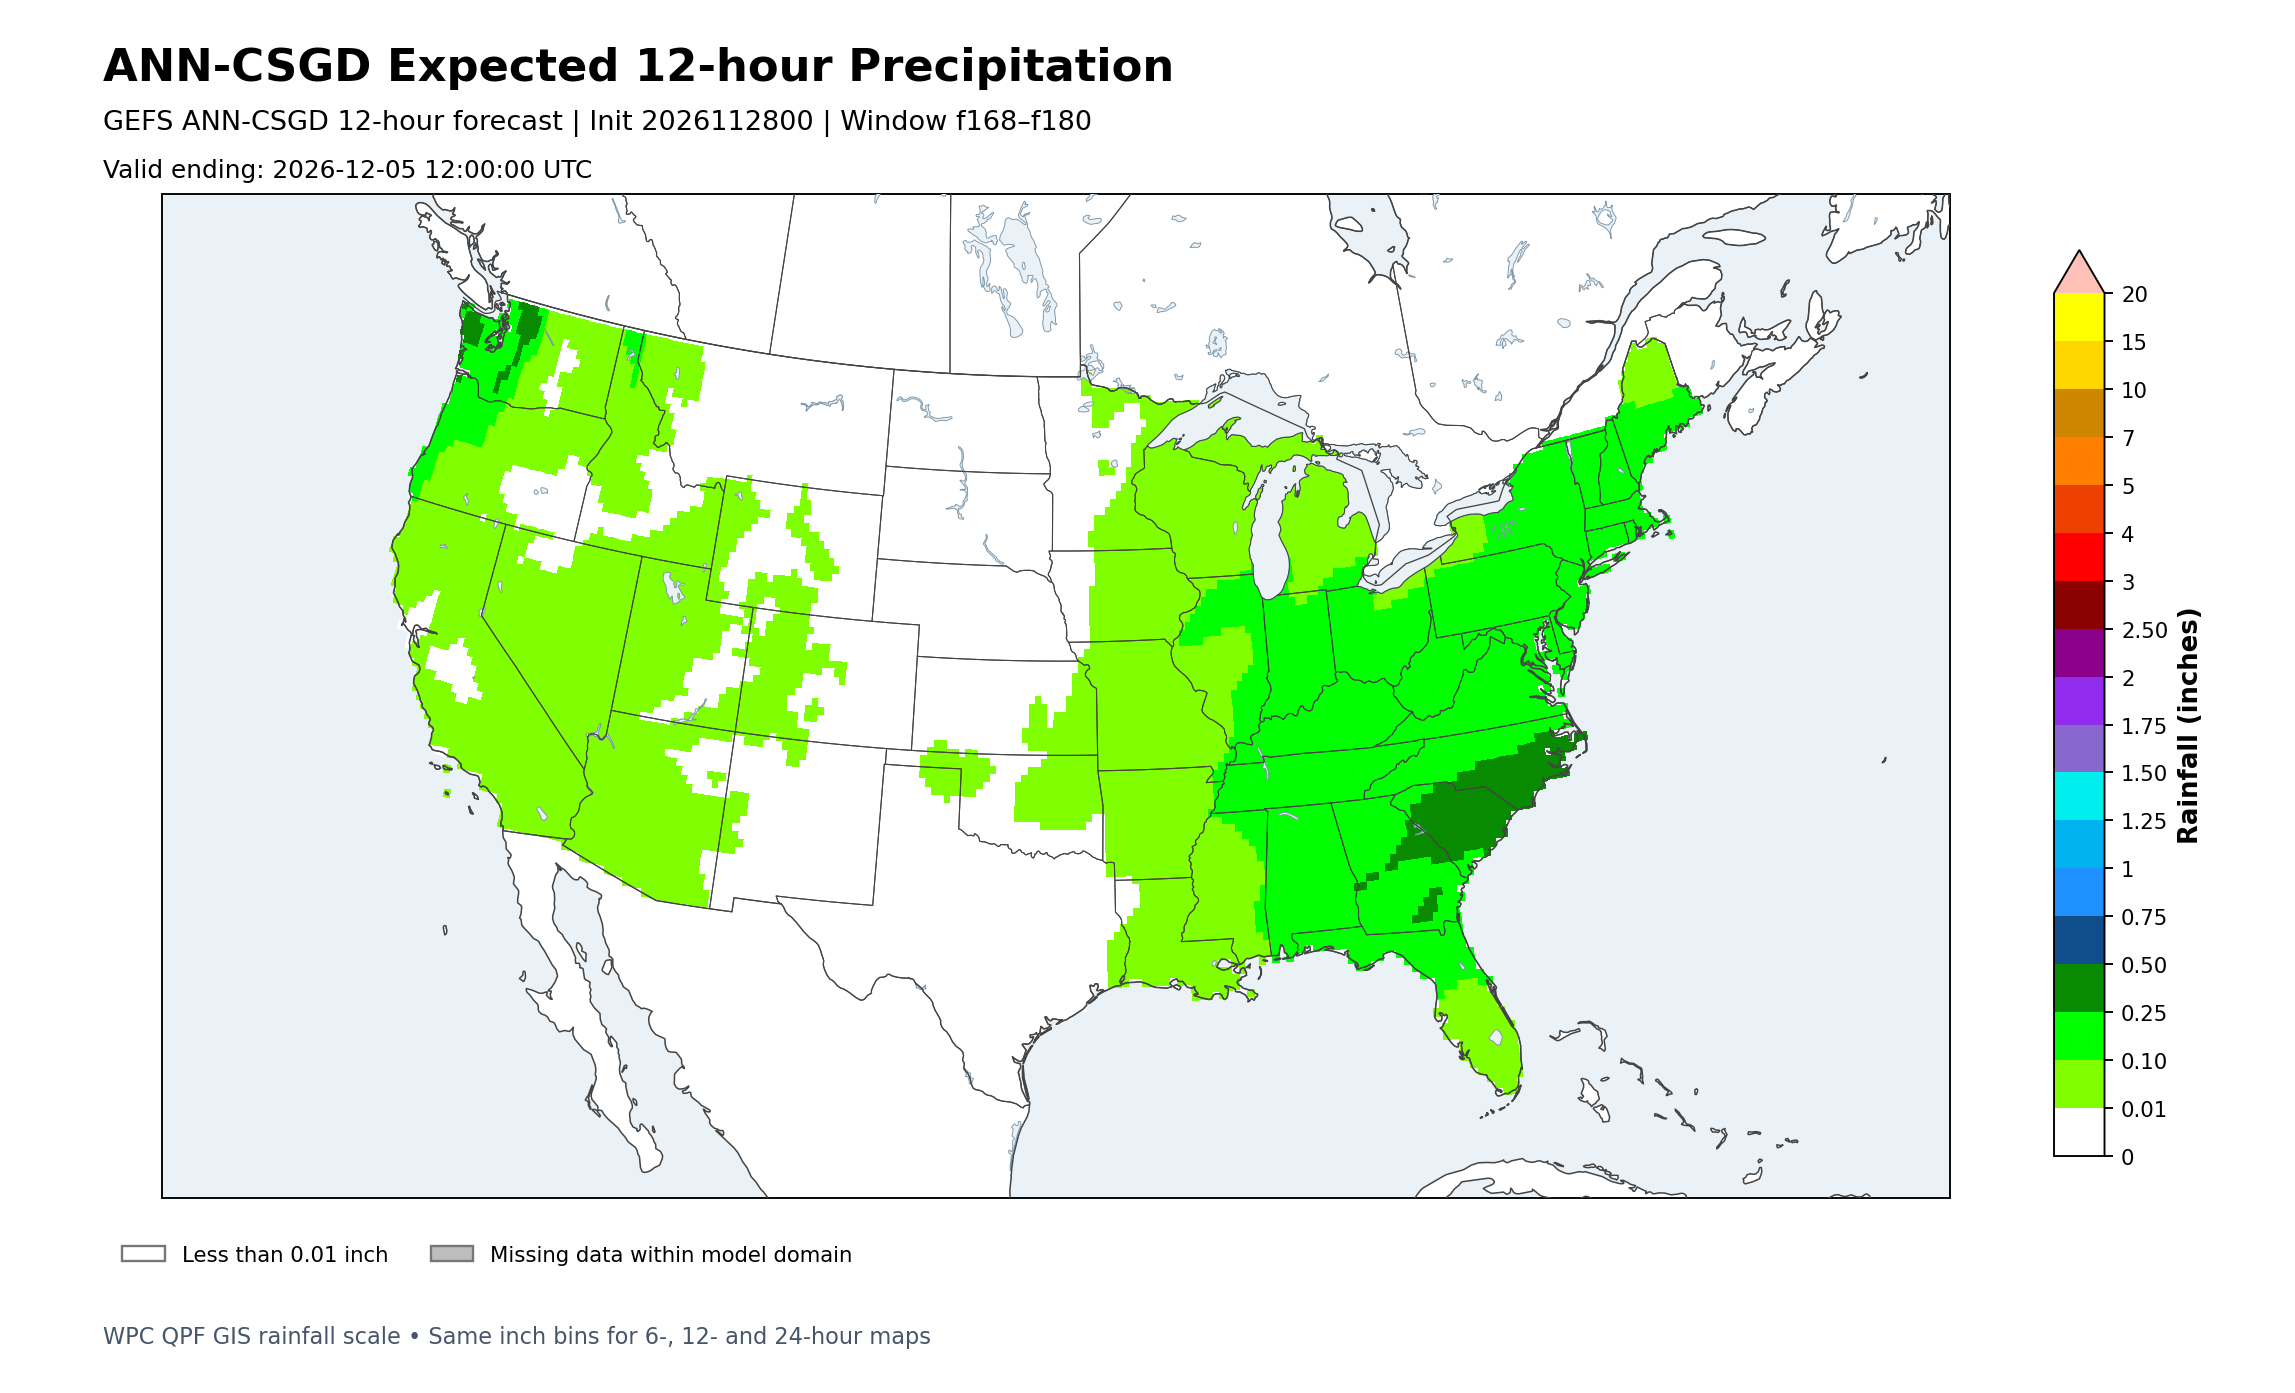 ANN-CSGD Expected 12-hour Precipitation
GEFS ANN-CSGD 12-hour forecast | Init 2026112800 | Window f168–f180
Valid ending: 2026-12-05 12:00:00 UTC
20
15
10
7
5
4
3
2.50
2
1.75
1.50
1.25
1
0.75
0.50
0.25
0.10
0.01
0
Rainfall (inches)
Less than 0.01 inch
Missing data within model domain
WPC QPF GIS rainfall scale • Same inch bins for 6-, 12- and 24-hour maps